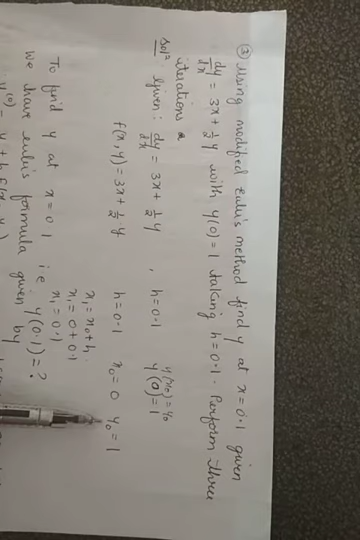 ③ Using modified Euler's method find y at x = 0.1 given
dy/dx = 3x + 1/2 y with y(0) = 1 taking h = 0.1. Perform three
iterations
Solⁿ Given: dy/dx = 3x + 1/2 y , h = 0.1 y(x₀) = y₀
y(0) = 1
f(x, y) = 3x + 1/2 y h = 0.1 x₀ = 0 y₀ = 1
x₁ = x₀ + h
x₁ = 0 + 0.1
To find y at x = 0.1 i.e x₁ = 0.1
y(0.1) = ?
We have euler's formula given by